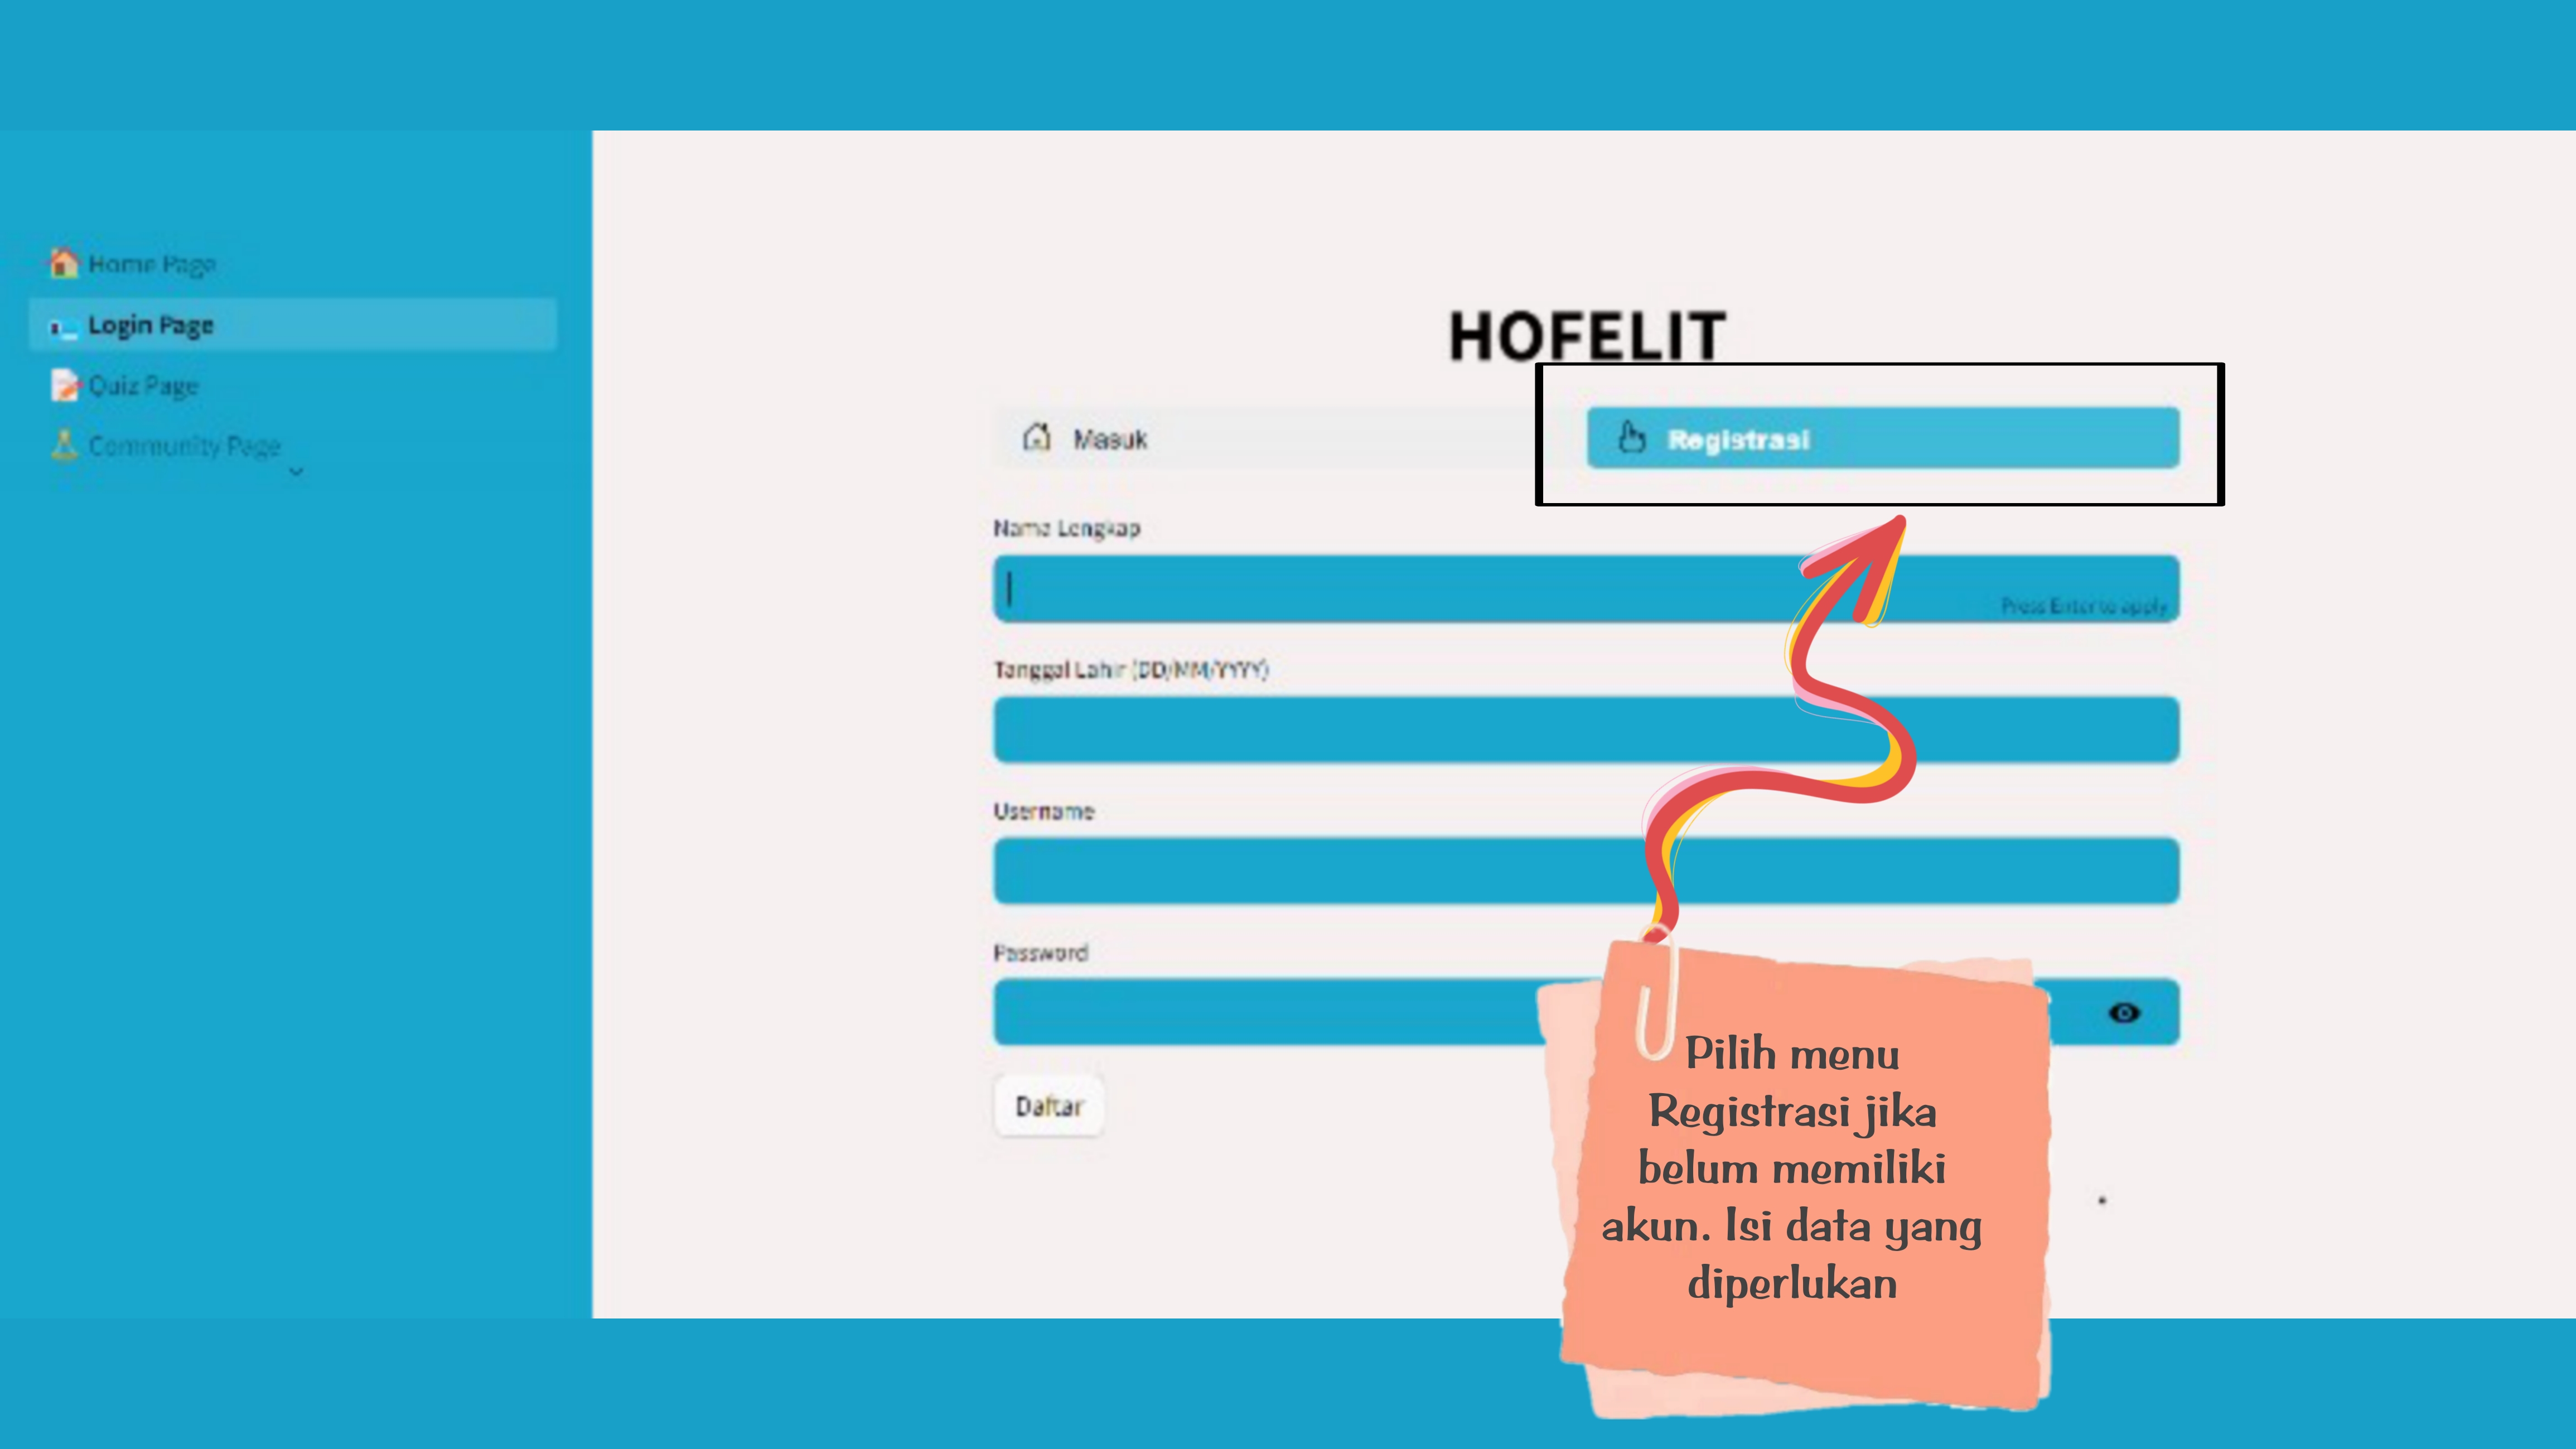 Home Page
Login Page
Quiz Page
Community Page
HOFELIT
Masuk
Registrasi
Nama Lengkap
Press Enter to apply
Tanggal Lahir (DD/MM/YYYY)
Username
Password
Daftar
Pilih menu
Registrasi jika
belum memiliki
akun. Isi data yang
diperlukan